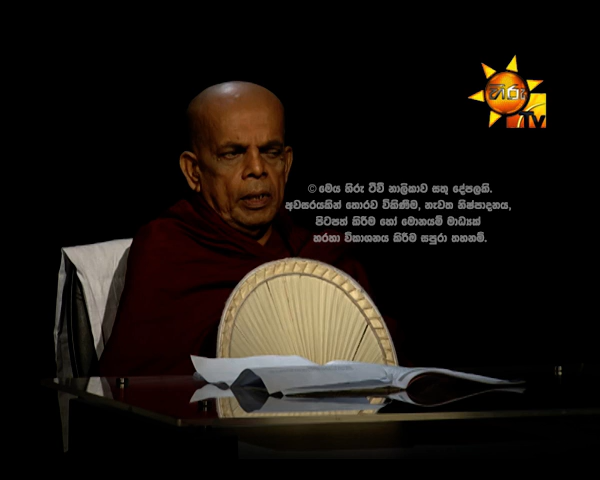 හිරු
TV
© මෙය හිරු ටීවී නාලිකාව සතු දේපලකි.
අවසරයකින් තොරව විකිණීම, නැවත නිෂ්පාදනය,
පිටපත් කිරීම හෝ මොනයම් මාධ්‍යක්
හරහා විකාශනය කිරීම සපුරා තහනම්.